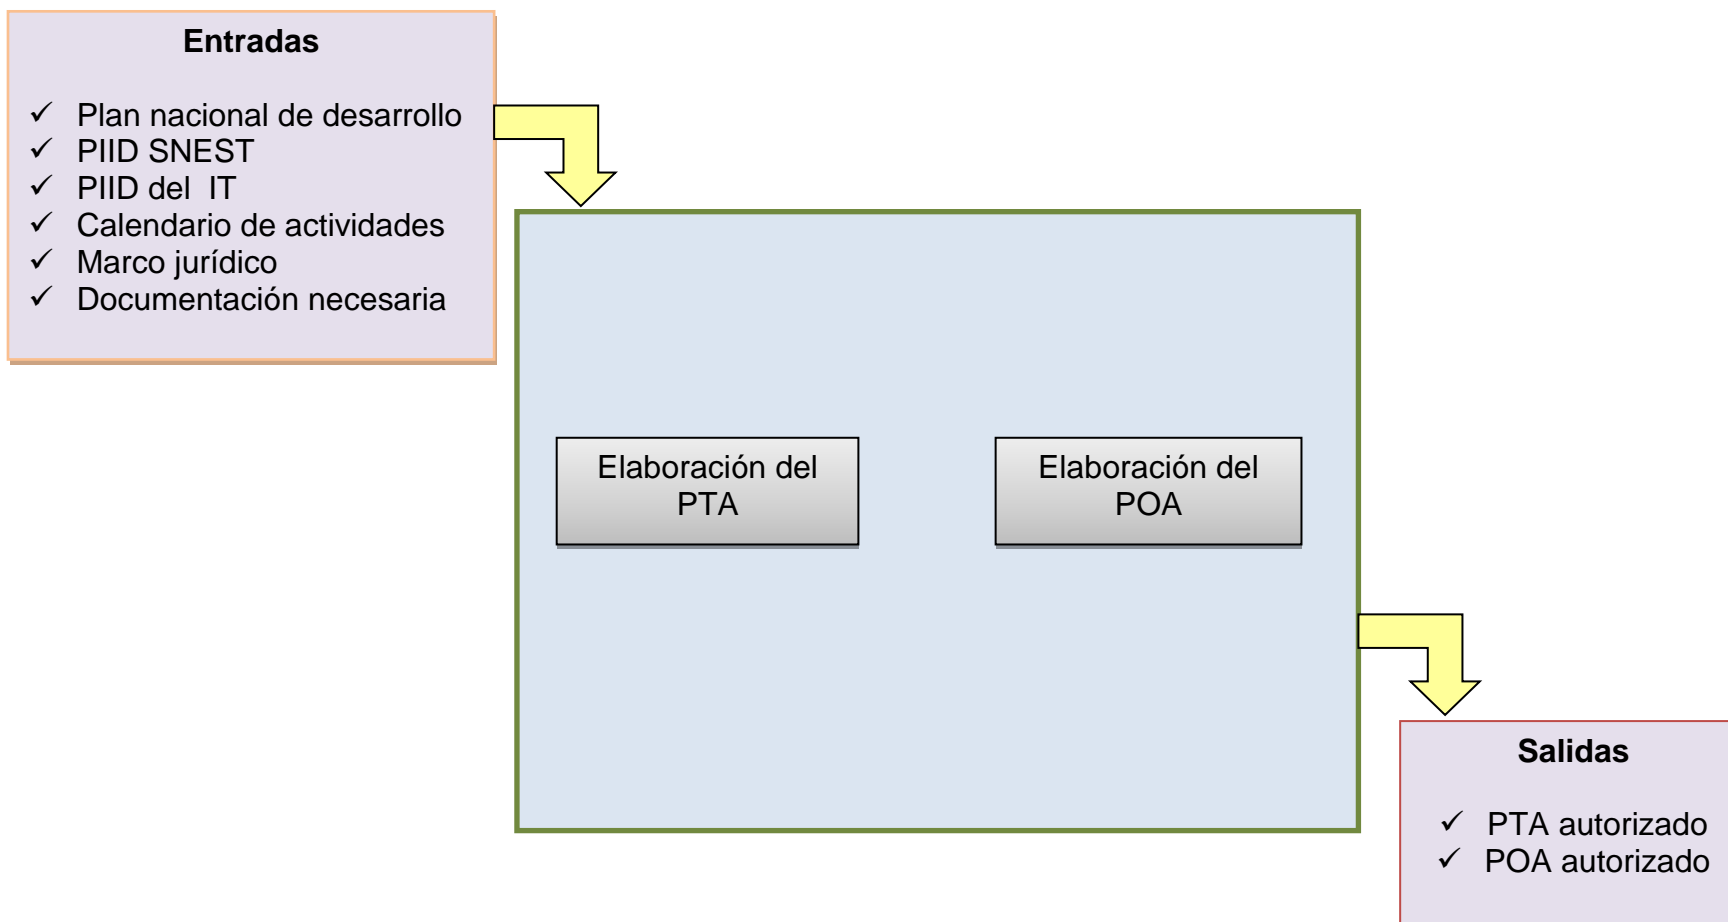 Entradas
✓ Plan nacional de desarrollo
✓ PIID SNEST
✓ PIID del  IT
✓ Calendario de actividades
✓ Marco jurídico
✓ Documentación necesaria
Elaboración del
PTA
Elaboración del
POA
Salidas
✓ PTA autorizado
✓ POA autorizado